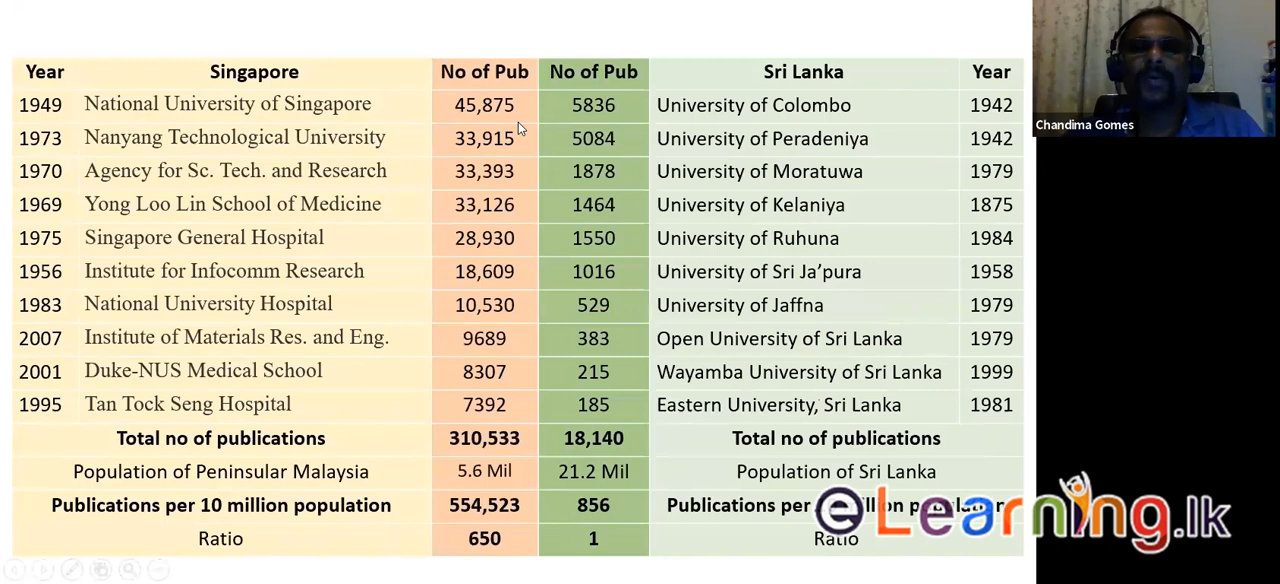 Year Singapore No of Pub No of Pub Sri Lanka Year
1949 National University of Singapore 45,875 5836 University of Colombo 1942
1973 Nanyang Technological University 33,915 5084 University of Peradeniya 1942
1970 Agency for Sc. Tech. and Research 33,393 1878 University of Moratuwa 1979
1969 Yong Loo Lin School of Medicine 33,126 1464 University of Kelaniya 1875
1975 Singapore General Hospital 28,930 1550 University of Ruhuna 1984
1956 Institute for Infocomm Research 18,609 1016 University of Sri Ja’pura 1958
1983 National University Hospital 10,530 529 University of Jaffna 1979
2007 Institute of Materials Res. and Eng. 9689 383 Open University of Sri Lanka 1979
2001 Duke-NUS Medical School 8307 215 Wayamba University of Sri Lanka 1999
1995 Tan Tock Seng Hospital 7392 185 Eastern University, Sri Lanka 1981
Total no of publications 310,533 18,140 Total no of publications
Population of Peninsular Malaysia 5.6 Mil 21.2 Mil Population of Sri Lanka
Publications per 10 million population 554,523 856 Publications per
Ratio 650 1 Ratio
Chandima Gomes
eLearning.lk